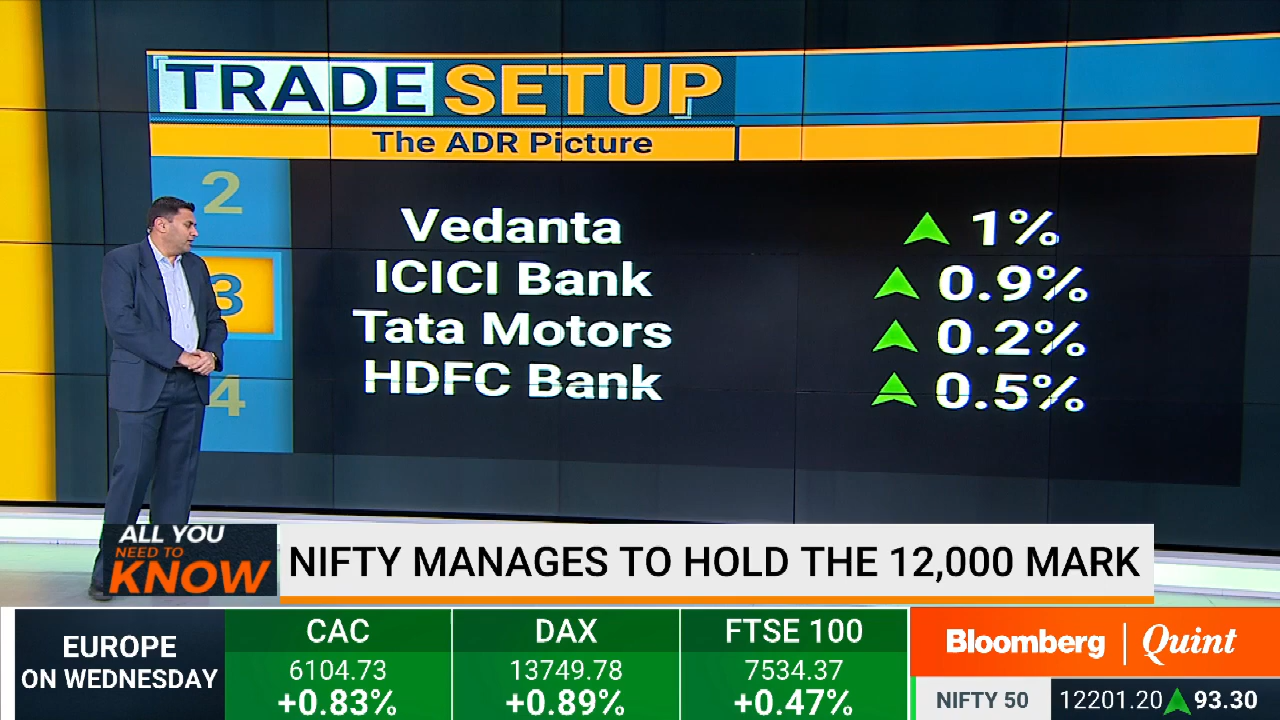 TRADE SETUP
The ADR Picture
2
3
4
Vedanta 1%
ICICI Bank 0.9%
Tata Motors 0.2%
HDFC Bank 0.5%
ALL YOU
NEED TO
KNOW
NIFTY MANAGES TO HOLD THE 12,000 MARK
EUROPE
ON WEDNESDAY
CAC
6104.73
+0.83%
DAX
13749.78
+0.89%
FTSE 100
7534.37
+0.47%
Bloomberg | Quint
NIFTY 50 12201.20 93.30